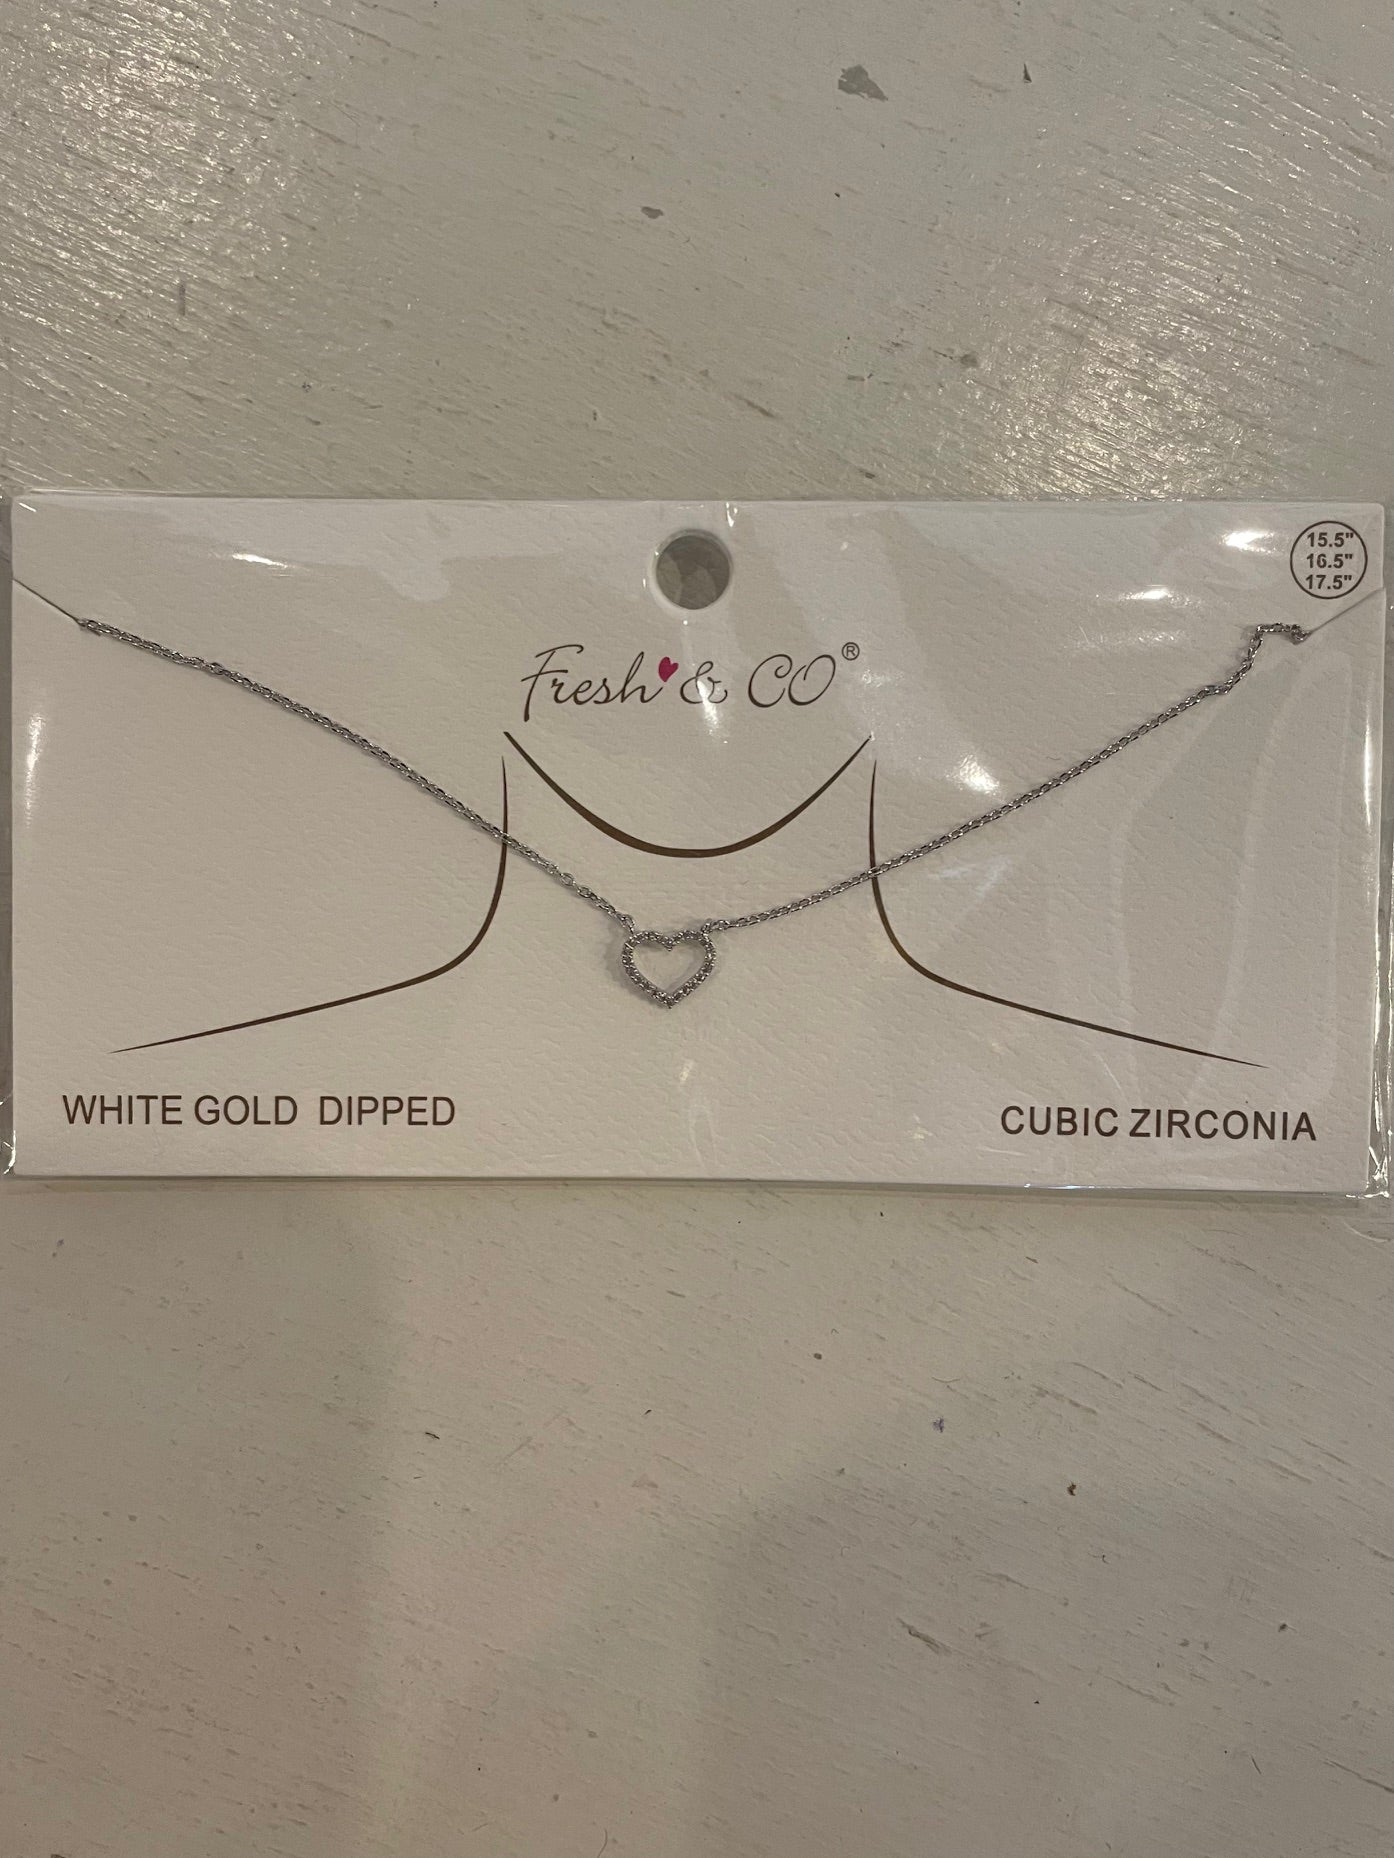 15.5"
16.5"
17.5"
Fresh & CO®
WHITE GOLD DIPPED
CUBIC ZIRCONIA